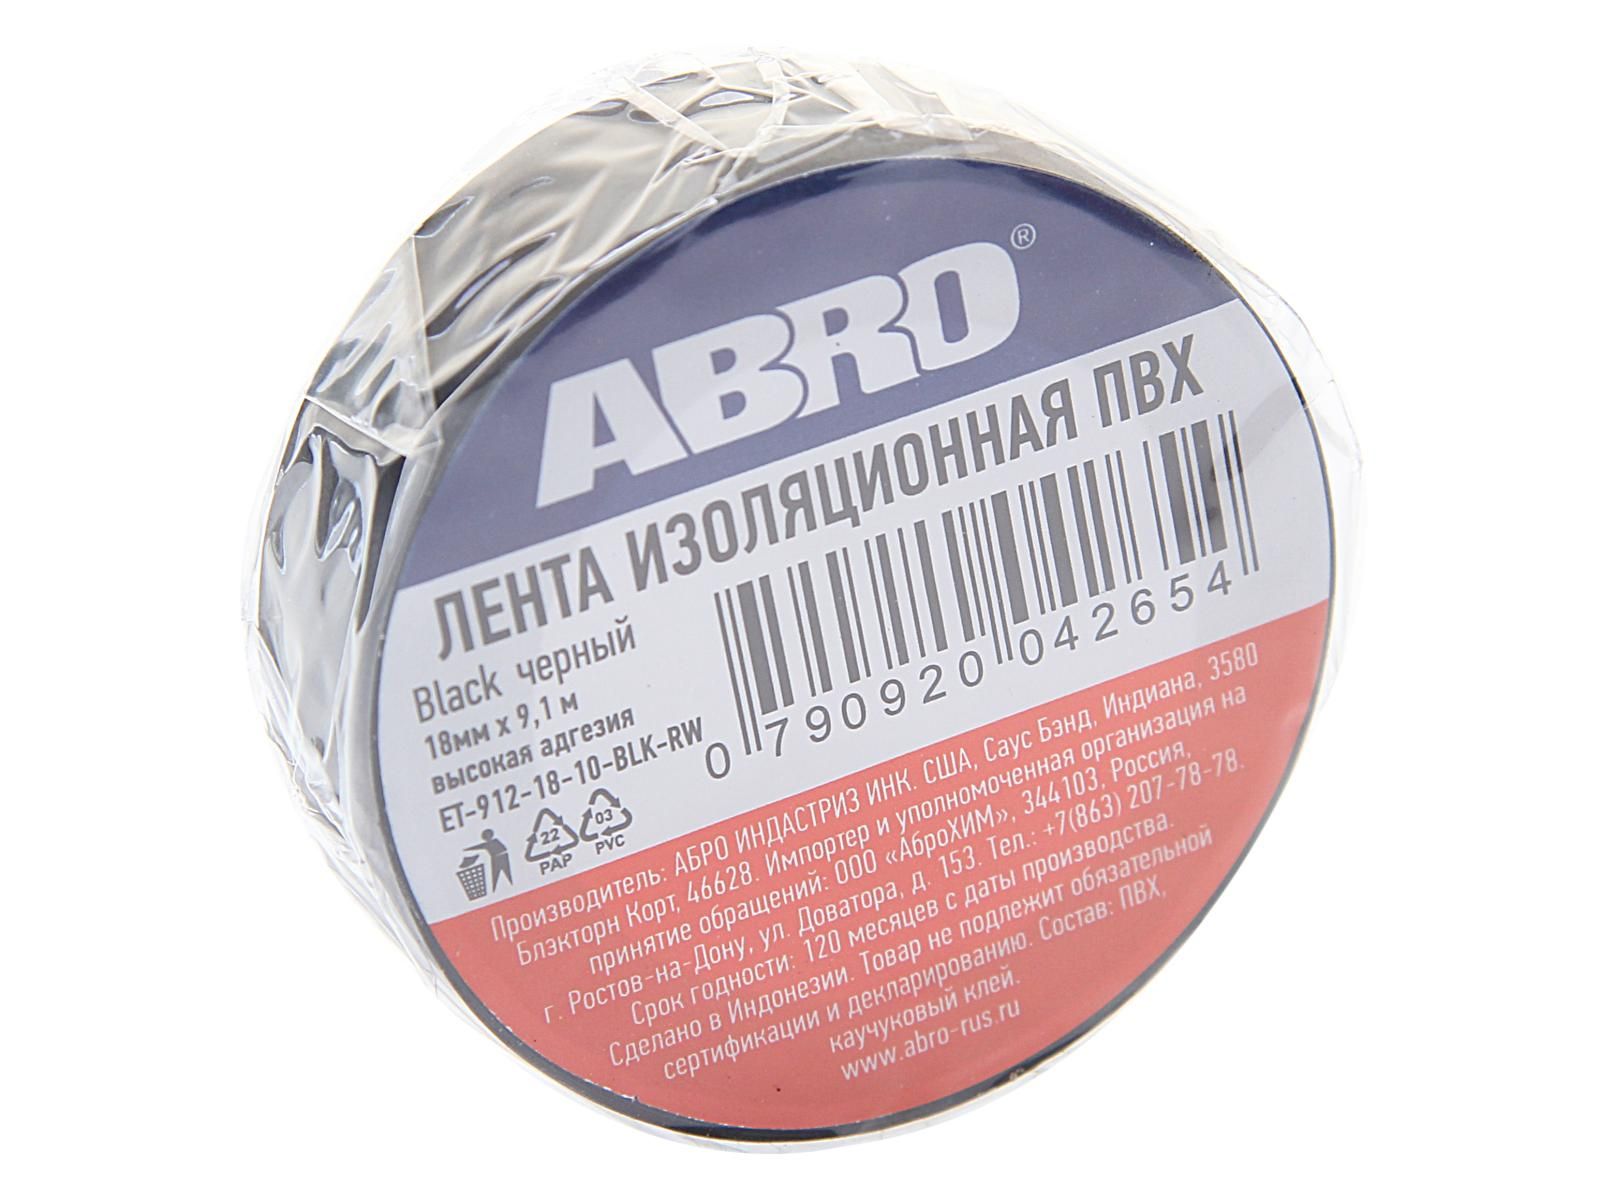 ABRO®
ЛЕНТА ИЗОЛЯЦИОННАЯ ПВХ
Black черный
18мм x 9,1 м
высокая адгезия
ET-912-18-10-BLK-RW
0 790920 042654
22
PAP
03
PVC
Производитель: АБРО ИНДАСТРИЗ ИНК. США, Саус Бэнд, Индиана, 3580
Блэкторн Корт, 46628. Импортер и уполномоченная организация на
принятие обращений: ООО «АброХИМ», 344103, Россия,
г. Ростов-на-Дону, ул. Доватора, д. 153. Тел.: +7(863) 207-78-78.
Срок годности: 120 месяцев с даты производства.
Сделано в Индонезии. Товар не подлежит обязательной
сертификации и декларированию. Состав: ПВХ,
каучуковый клей.
www.abro-rus.ru